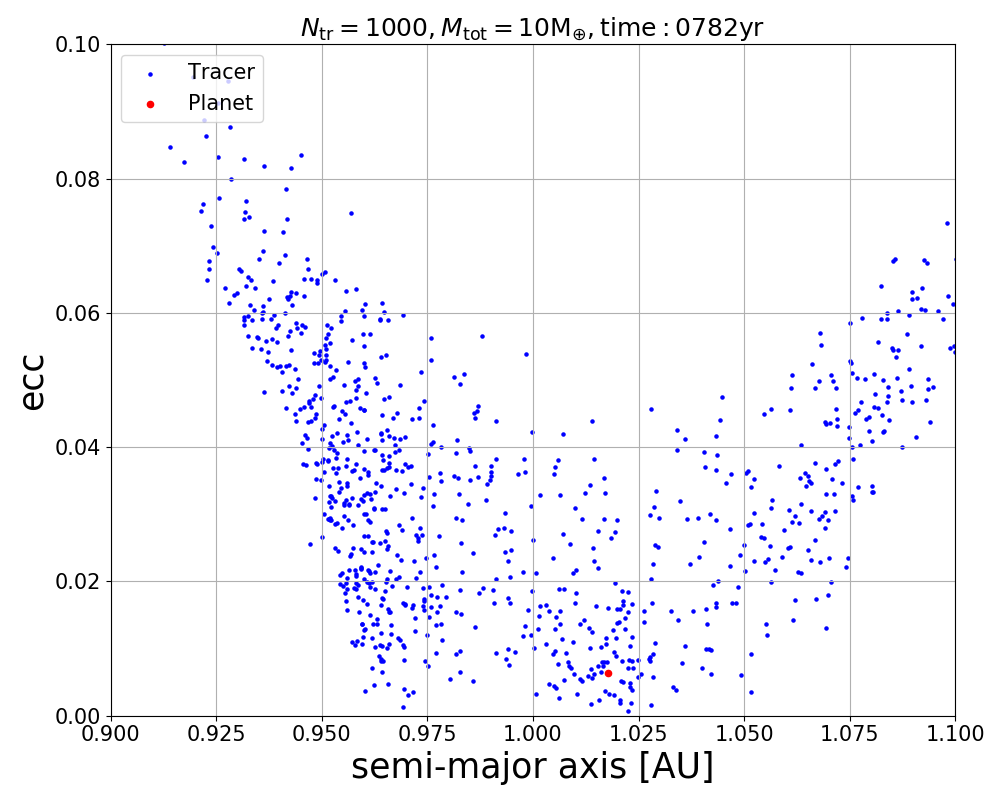 N_tr = 1000, M_tot = 10M_⊕, time : 0782yr
Tracer
Planet
ecc
0.10
0.08
0.06
0.04
0.02
0.00
0.900 0.925 0.950 0.975 1.000 1.025 1.050 1.075 1.100
semi-major axis [AU]